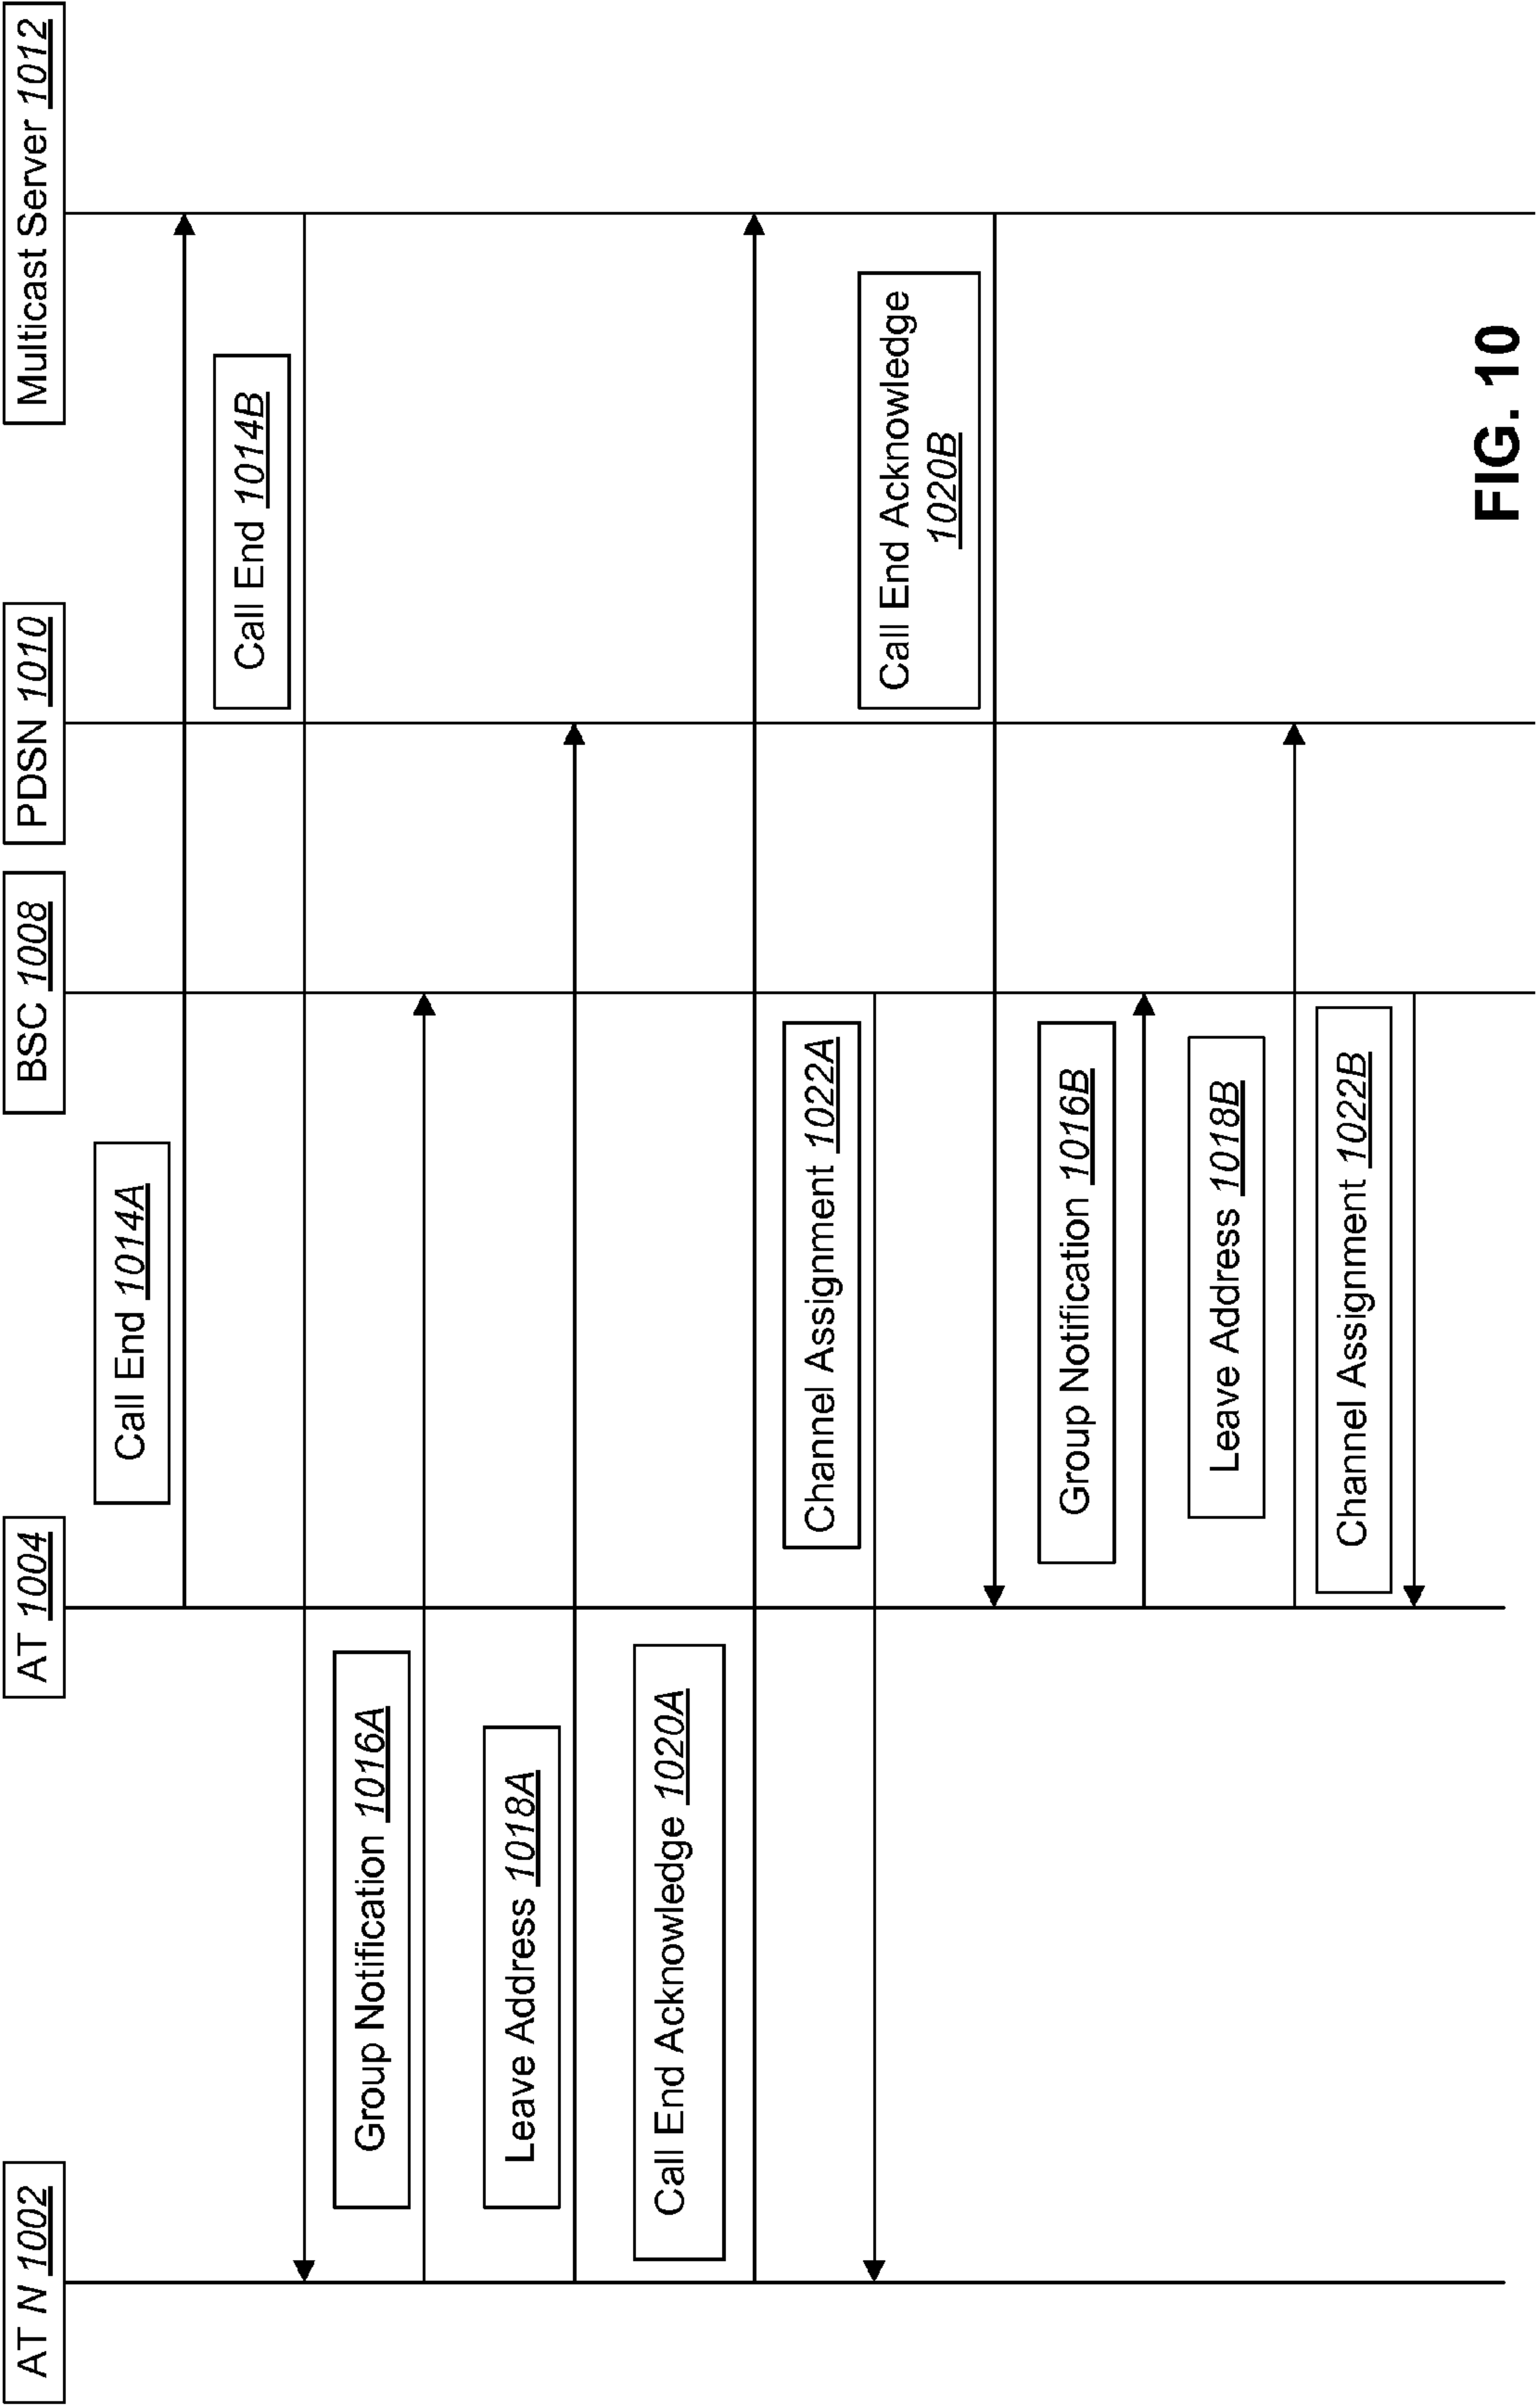 AT N 1002
AT 1004
BSC 1008
PDSN 1010
Multicast Server 1012
Call End 1014A
Call End 1014B
Group Notification 1016A
Leave Address 1018A
Call End Acknowledge 1020A
Channel Assignment 1022A
Call End Acknowledge
1020B
Group Notification 1016B
Leave Address 1018B
Channel Assignment 1022B
FIG. 10